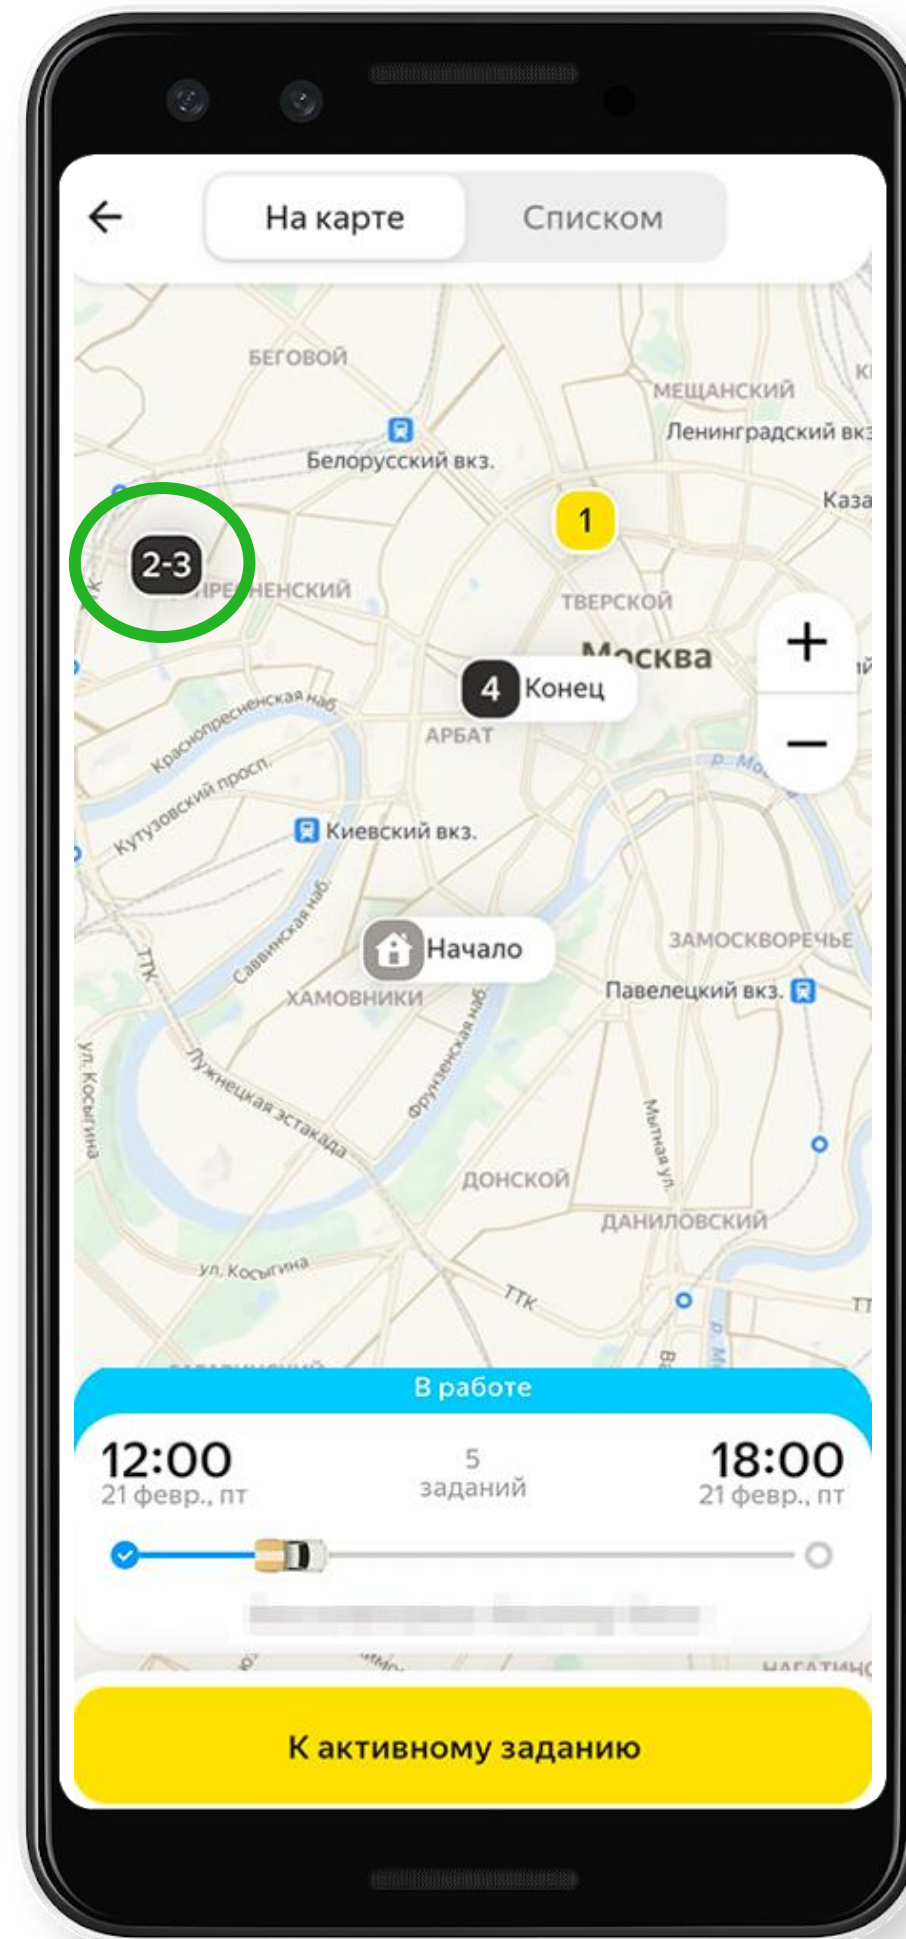 На карте
Списком
БЕГОВОЙ
МЕЩАНСКИЙ
Ленинградский вкз
Белорусский вкз.
Каза
1
2-3
ПРЕСНЕНСКИЙ
ТВЕРСКОЙ
Москва
4 Конец
Краснопресненская наб.
АРБАТ
Кутузовский просп.
Киевский вкз.
Саввинская наб.
Начало
ЗАМОСКВОРЕЧЬЕ
ТТК
ХАМОВНИКИ
Павелецкий вкз.
Фрунзенская наб.
ул. Косыгина
Лужнецкая эстакада
Мытная ул.
ДОНСКОЙ
ДАНИЛОВСКИЙ
ул. Косыгина
ТТК
В работе
12:00
5
18:00
21 февр., пт
заданий
21 февр., пт
НАГАТИНС
К активному заданию